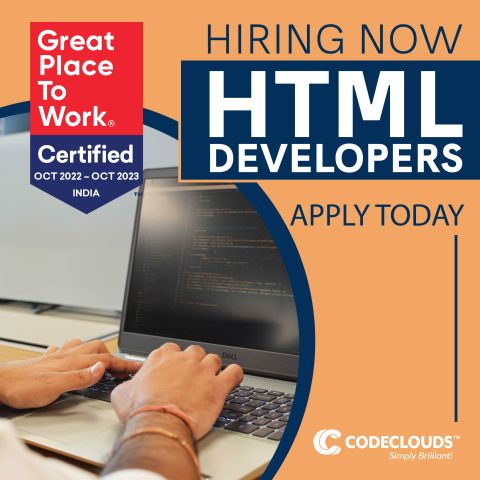 Great
Place
To
Work®
Certified
OCT 2022 – OCT 2023
INDIA
™
HIRING NOW
HTML
DEVELOPERS
APPLY TODAY
DELL
CODECLOUDS™
Simply Brilliant!